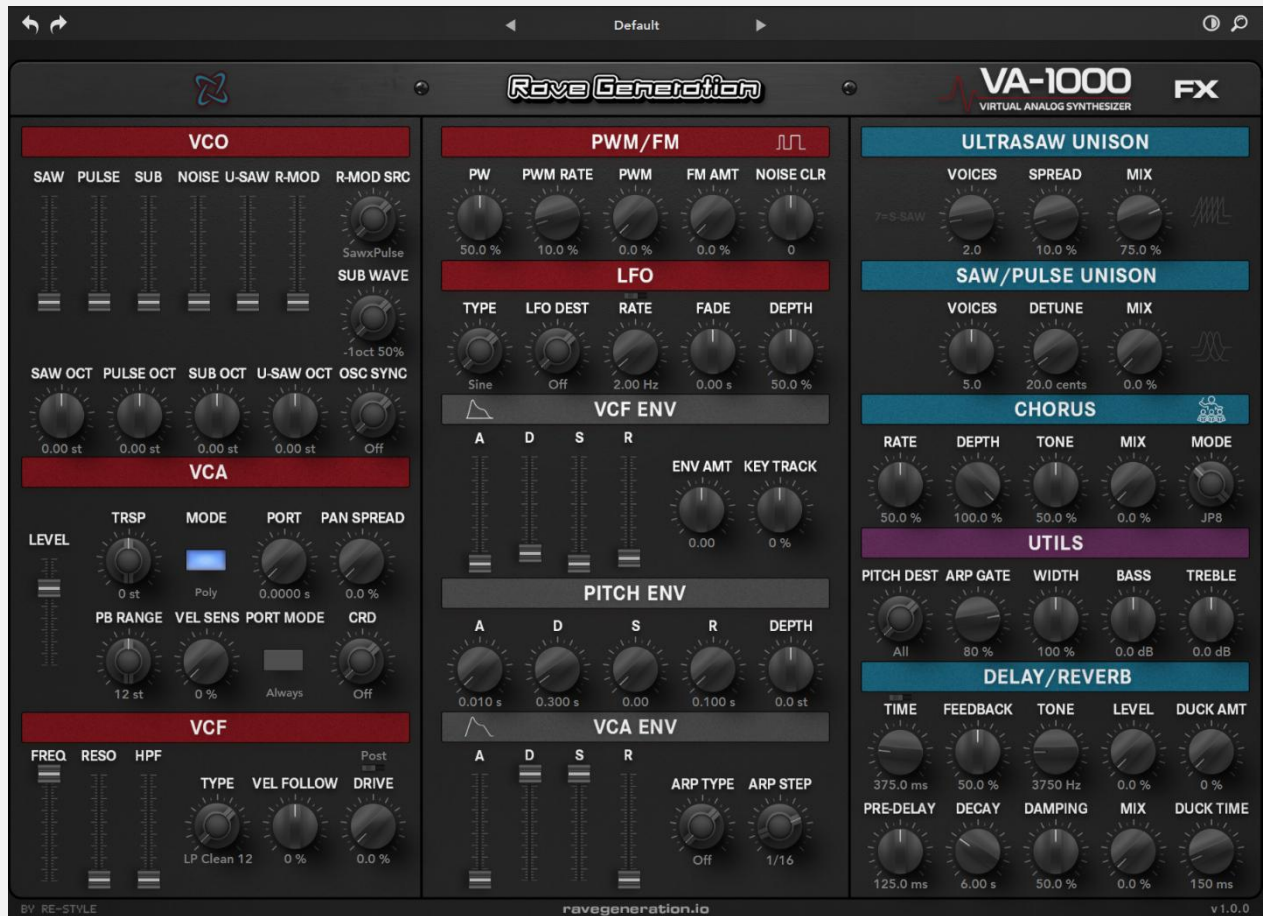 Default
Rave Generation
VA-1000
VIRTUAL ANALOG SYNTHESIZER
FX
VCO
SAW PULSE SUB NOISE U-SAW R-MOD R-MOD SRC
SawxPulse
SUB WAVE
-1oct 50%
SAW OCT PULSE OCT SUB OCT U-SAW OCT OSC SYNC
0.00 st 0.00 st 0.00 st 0.00 st Off
VCA
LEVEL
TRSP MODE PORT PAN SPREAD
0 st Poly 0.0000 s 0.0 %
PB RANGE VEL SENS PORT MODE CRD
12 st 0 % Always Off
VCF
FREQ RESO HPF
Post
TYPE VEL FOLLOW DRIVE
LP Clean 12 0 % 0.0 %
PWM/FM
PW PWM RATE PWM FM AMT NOISE CLR
50.0 % 10.0 % 0.0 % 0.0 % 0
LFO
TYPE LFO DEST RATE FADE DEPTH
Sine Off 2.00 Hz 0.00 s 50.0 %
VCF ENV
A D S R
ENV AMT KEY TRACK
0.00 0 %
PITCH ENV
A D S R DEPTH
0.010 s 0.300 s 0.00 0.100 s 0.0 st
VCA ENV
A D S R
ARP TYPE ARP STEP
Off 1/16
ULTRASAW UNISON
VOICES SPREAD MIX
7=S-SAW
2.0 10.0 % 75.0 %
SAW/PULSE UNISON
VOICES DETUNE MIX
5.0 20.0 cents 0.0 %
CHORUS
RATE DEPTH TONE MIX MODE
50.0 % 100.0 % 50.0 % 0.0 % JP8
UTILS
PITCH DEST ARP GATE WIDTH BASS TREBLE
All 80 % 100 % 0.0 dB 0.0 dB
DELAY/REVERB
TIME FEEDBACK TONE LEVEL DUCK AMT
375.0 ms 50.0 % 3750 Hz 0.0 % 0 %
PRE-DELAY DECAY DAMPING MIX DUCK TIME
125.0 ms 6.00 s 50.0 % 0.0 % 150 ms
BY RE-STYLE
ravegeneration.io
v1.0.0